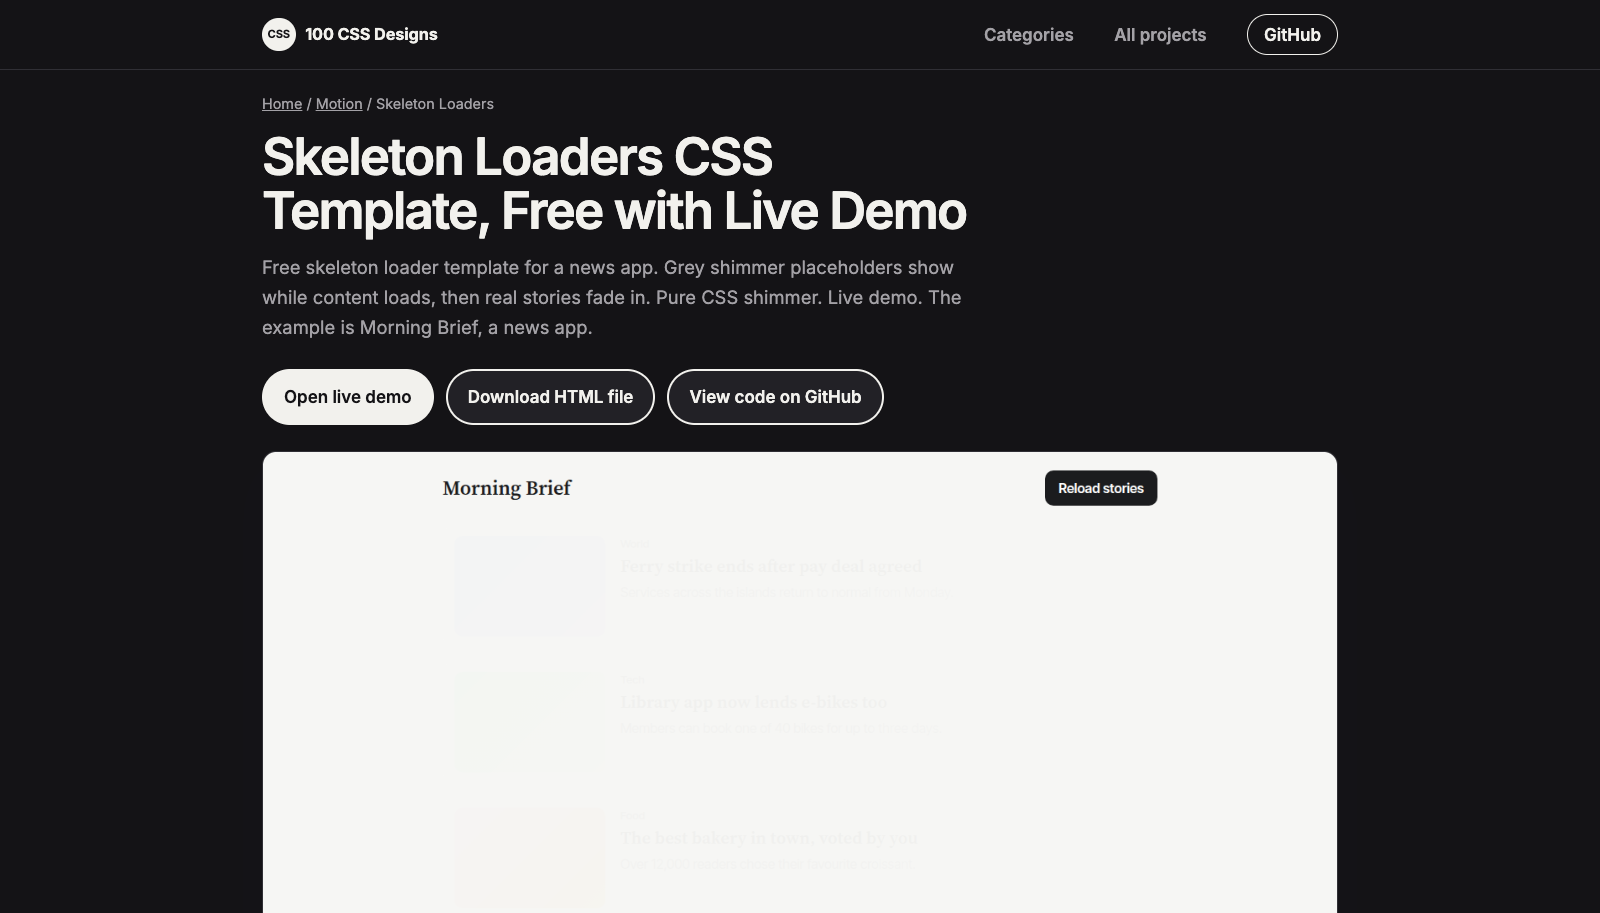 CSS 100 CSS Designs
Categories
All projects
GitHub
Home / Motion / Skeleton Loaders
Skeleton Loaders CSS
Template, Free with Live Demo
Free skeleton loader template for a news app. Grey shimmer placeholders show
while content loads, then real stories fade in. Pure CSS shimmer. Live demo. The
example is Morning Brief, a news app.
Open live demo
Download HTML file
View code on GitHub
Morning Brief
Reload stories
Ferry strike ends after pay deal agreed
Library app now lends e-bikes too
The best bakery in town, voted by you